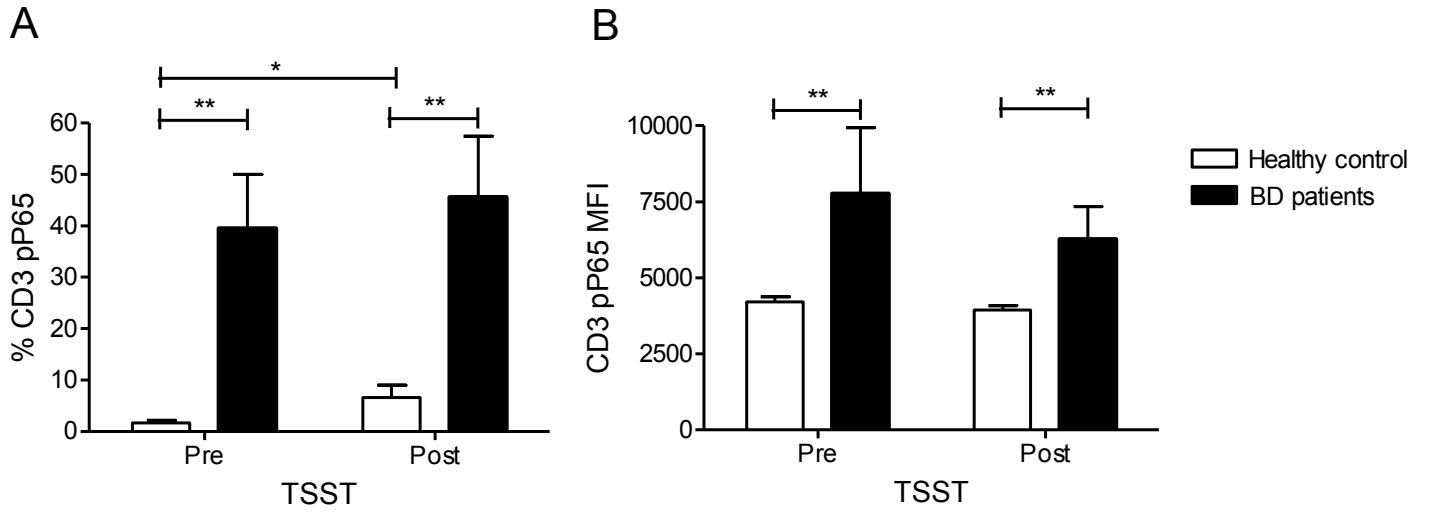 A
*
**
**
60
50
40
30
20
10
0
% CD3 pP65
Pre
Post
TSST
B
**
**
10000
7500
5000
2500
0
CD3 pP65 MFI
Pre
Post
TSST
Healthy control
BD patients